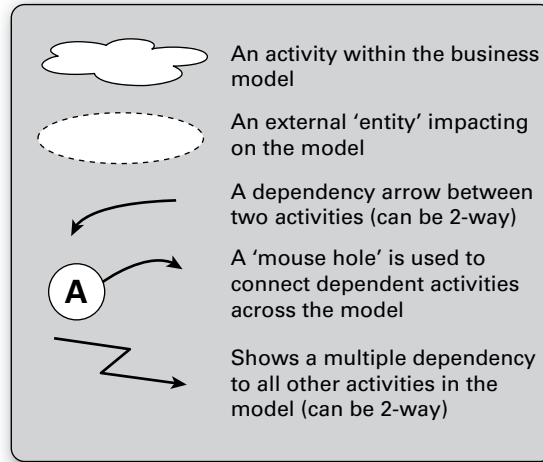 An activity within the business
model
An external ‘entity’ impacting
on the model
A dependency arrow between
two activities (can be 2-way)
A
A ‘mouse hole’ is used to
connect dependent activities
across the model
Shows a multiple dependency
to all other activities in the
model (can be 2-way)